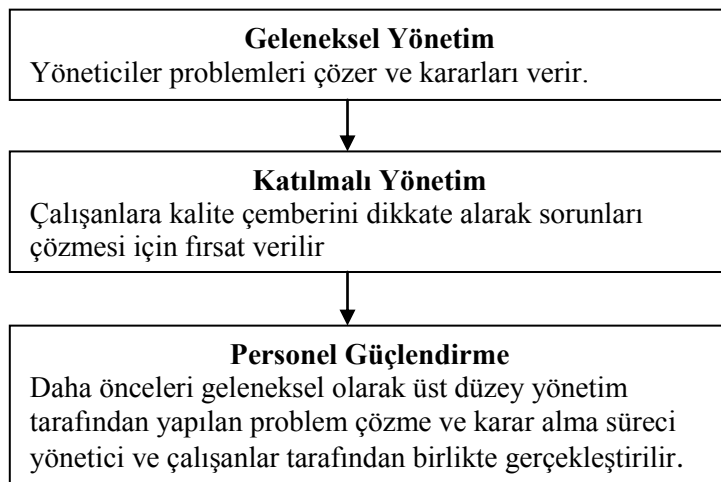 Geleneksel Yönetim
Yöneticiler problemleri çözer ve kararları verir.
Katılmalı Yönetim
Çalışanlara kalite çemberini dikkate alarak sorunları
çözmesi için fırsat verilir
Personel Güçlendirme
Daha önceleri geleneksel olarak üst düzey yönetim
tarafından yapılan problem çözme ve karar alma süreci
yönetici ve çalışanlar tarafından birlikte gerçekleştirilir.